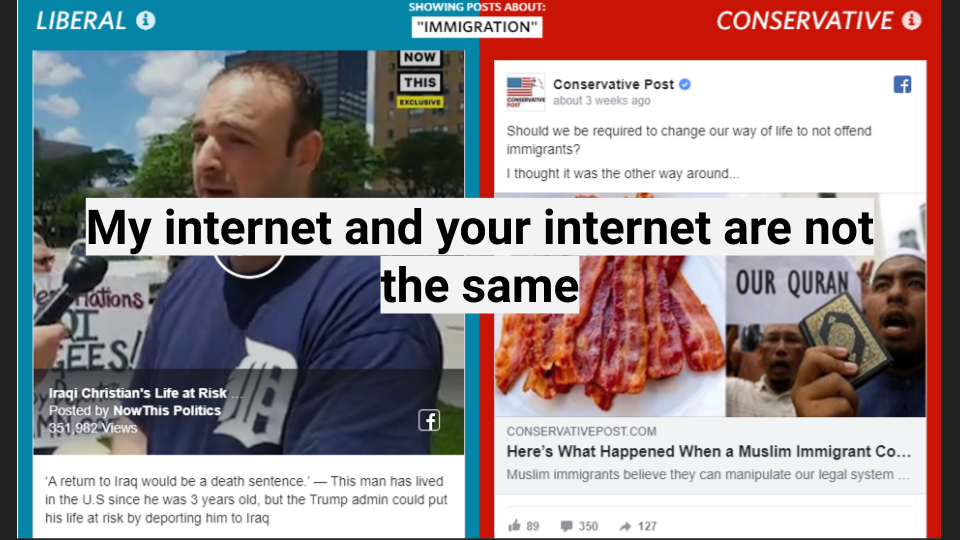 LIBERAL
SHOWING POSTS ABOUT:
"IMMIGRATION"
CONSERVATIVE
NOW
THIS
EXCLUSIVE
Iraqi Christian's Life at Risk ...
Posted by NowThis Politics
351,982 Views
'A return to Iraq would be a death sentence.' — This man has lived
in the U.S since he was 3 years old, but the Trump admin could put
his life at risk by deporting him to Iraq
Conservative Post
about 3 weeks ago
CONSERVATIVE
POST
Should we be required to change our way of life to not offend
immigrants?
I thought it was the other way around...
My internet and your internet are not
the same
OUR QURAN
CONSERVATIVEPOST.COM
Here's What Happened When a Muslim Immigrant Co...
Muslim immigrants believe they can manipulate our legal system ...
89 350 127